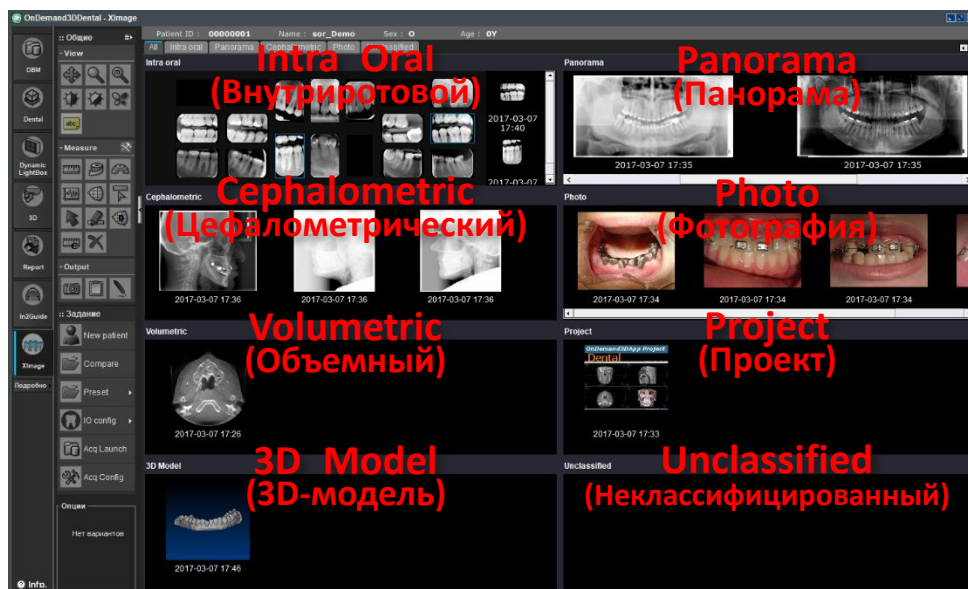 OnDemand3DDental - XImage
Patient ID : 00000001 Name : sor_Demo Sex : O Age : 0Y
All Intra oral Panorama Cephalometric Photo
DBM
Dental
Dynamic
LightBox
3D
Report
In2Guide
XImage
Подробно
Info.
:: Общие
- View
abc
- Measure
- Output
:: Задание
New patient
Compare
Preset
IO config
Acq Launch
Acq Config
Опции
Нет вариантов
Intra oral
Intra Oral
(Внутриротовой)
2017-03-07
17:40
2017-03-07
Panorama
Panorama
(Панорама)
2017-03-07 17:35
2017-03-07 17:35
Cephalometric
Cephalometric
(Цефалометрический)
2017-03-07 17:36
2017-03-07 17:36
2017-03-07 17:36
Photo
Photo
(Фотография)
2017-03-07 17:34
2017-03-07 17:34
2017-03-07 17:34
Volumetric
Volumetric
(Объемный)
2017-03-07 17:26
Project
Project
(Проект)
OnDemand3DApp Project
Dental
2017-03-07 17:33
3D Model
3D Model
(3D-модель)
2017-03-07 17:46
Unclassified
Unclassified
(Неклассифицированный)